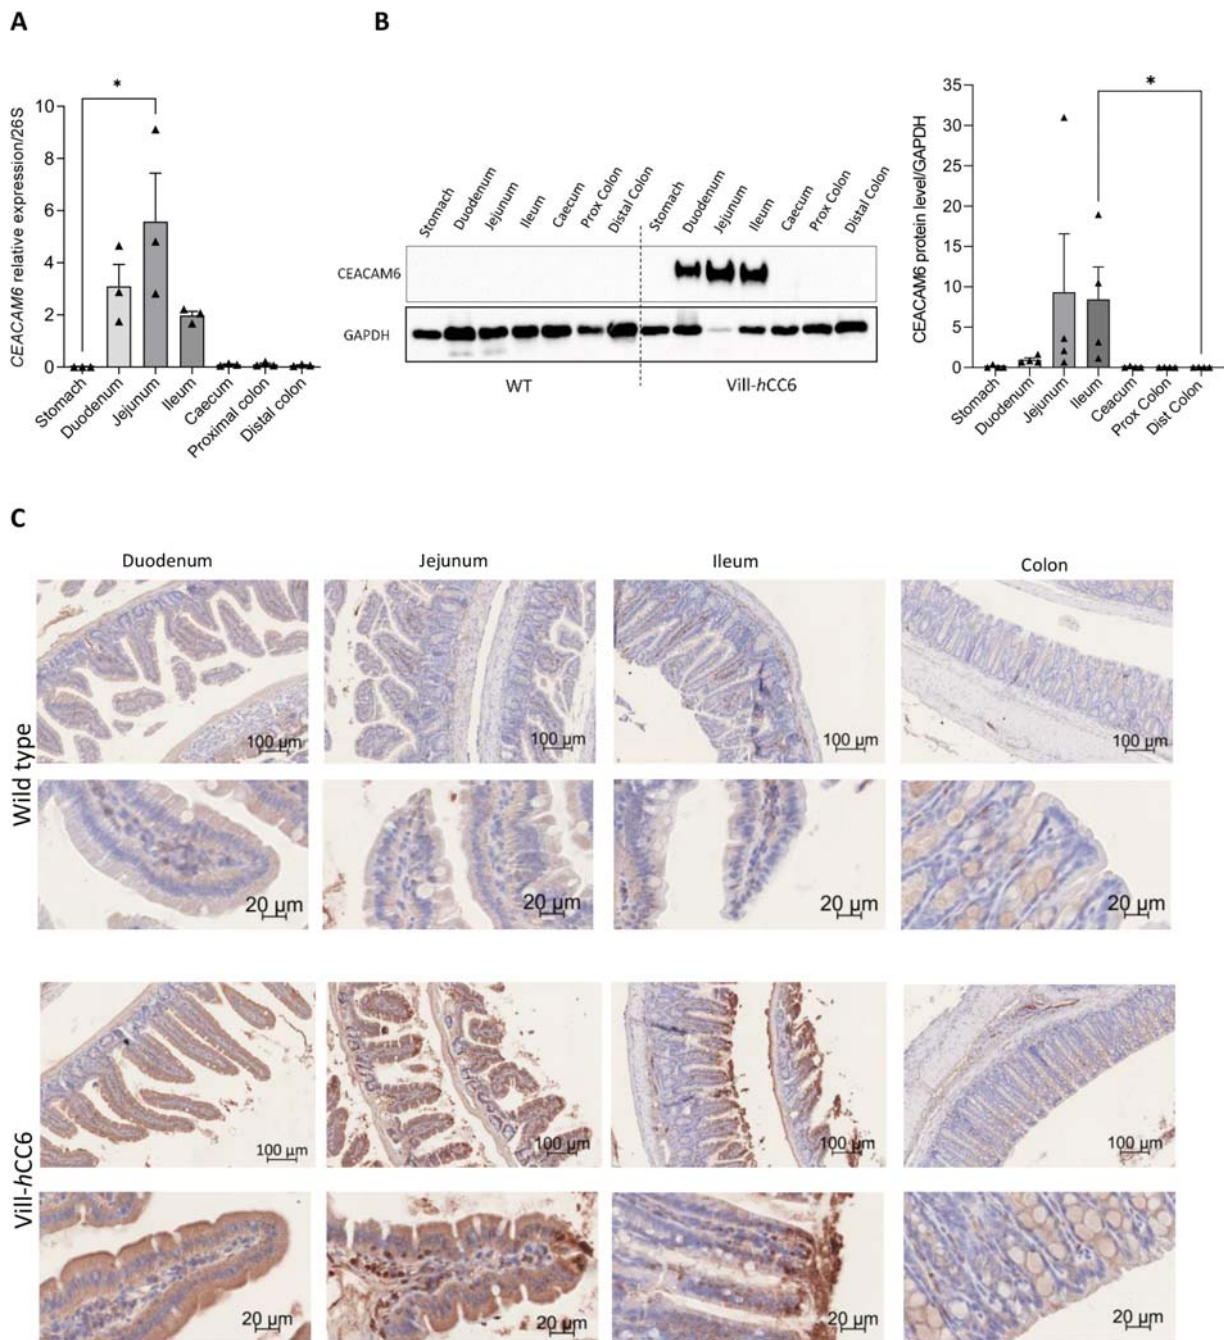 A
B
CEACAM6 relative expression/26S
10
8
6
4
2
0
*
Stomach
Duodenum
Jejunum
Ileum
Caecum
Proximal colon
Distal colon
Stomach
Duodenum
Jejunum
Ileum
Caecum
Prox Colon
Distal Colon
Stomach
Duodenum
Jejunum
Ileum
Caecum
Prox Colon
Distal Colon
CEACAM6
GAPDH
WT
Vill-hCC6
CEACAM6 protein level/GAPDH
35
30
25
20
15
10
5
0
*
Stomach
Duodenum
Jejunum
Ileum
Ceacum
Prox Colon
Dist Colon
C
Duodenum
Jejunum
Ileum
Colon
Wild type
100 µm
100 µm
100 µm
100 µm
20 µm
20 µm
20 µm
20 µm
Vill-hCC6
100 µm
100 µm
100 µm
100 µm
20 µm
20 µm
20 µm
20 µm